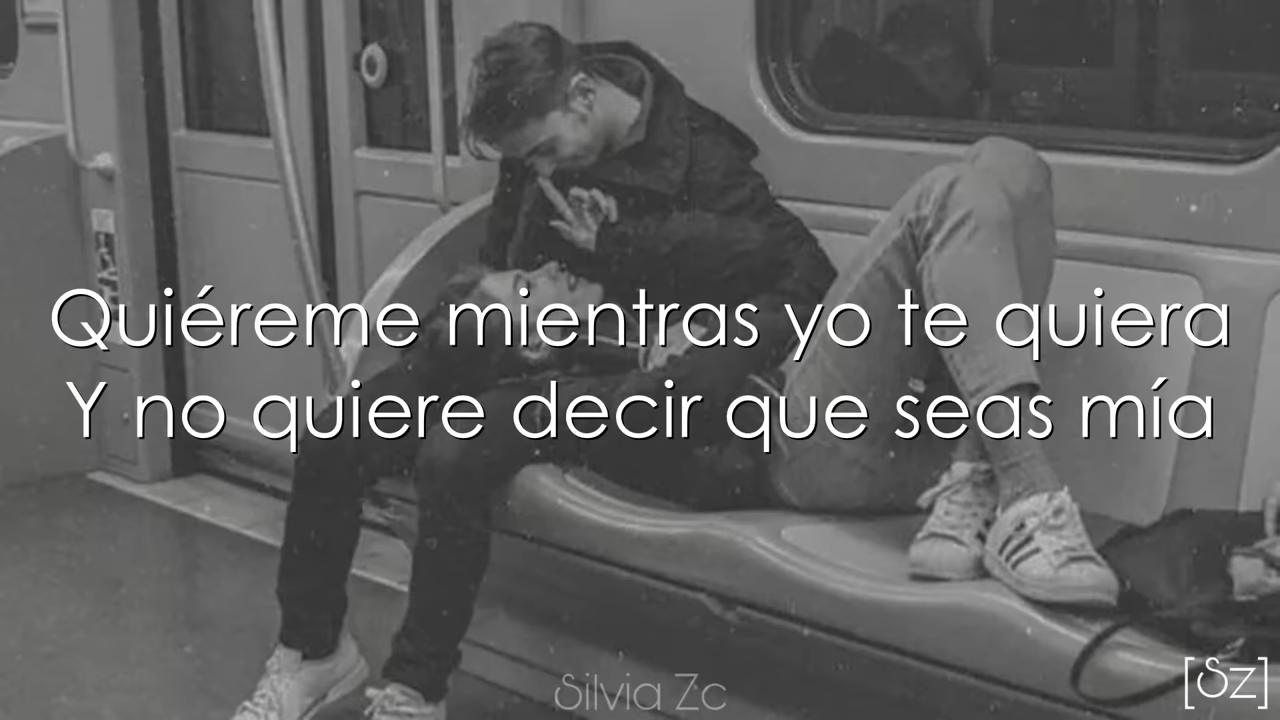 Quiéreme mientras yo te quiera
Y no quiere decir que seas mía
Silvia Zc
[Sz]